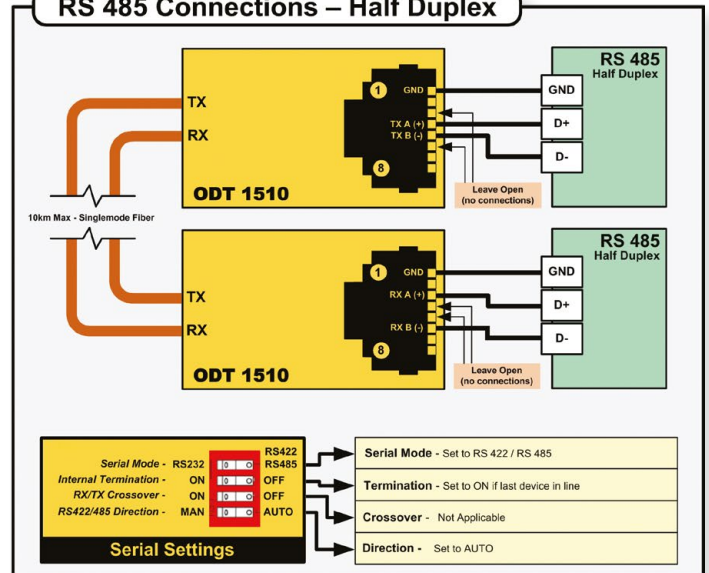 RS 485 Connections – Half Duplex
TX
RX
ODT 1510
1
8
GND
TX A (+)
TX B (-)
Leave Open
(no connections)
RS 485
Half Duplex
GND
D+
D-
10km Max - Singlemode Fiber
TX
RX
ODT 1510
1
8
GND
RX A (+)
RX B (-)
Leave Open
(no connections)
RS 485
Half Duplex
GND
D+
D-
RS422
Serial Mode - RS232 RS485
Internal Termination - ON OFF
RX/TX Crossover - ON OFF
RS422/485 Direction - MAN AUTO
Serial Settings
Serial Mode - Set to RS 422 / RS 485
Termination - Set to ON if last device in line
Crossover - Not Applicable
Direction - Set to AUTO